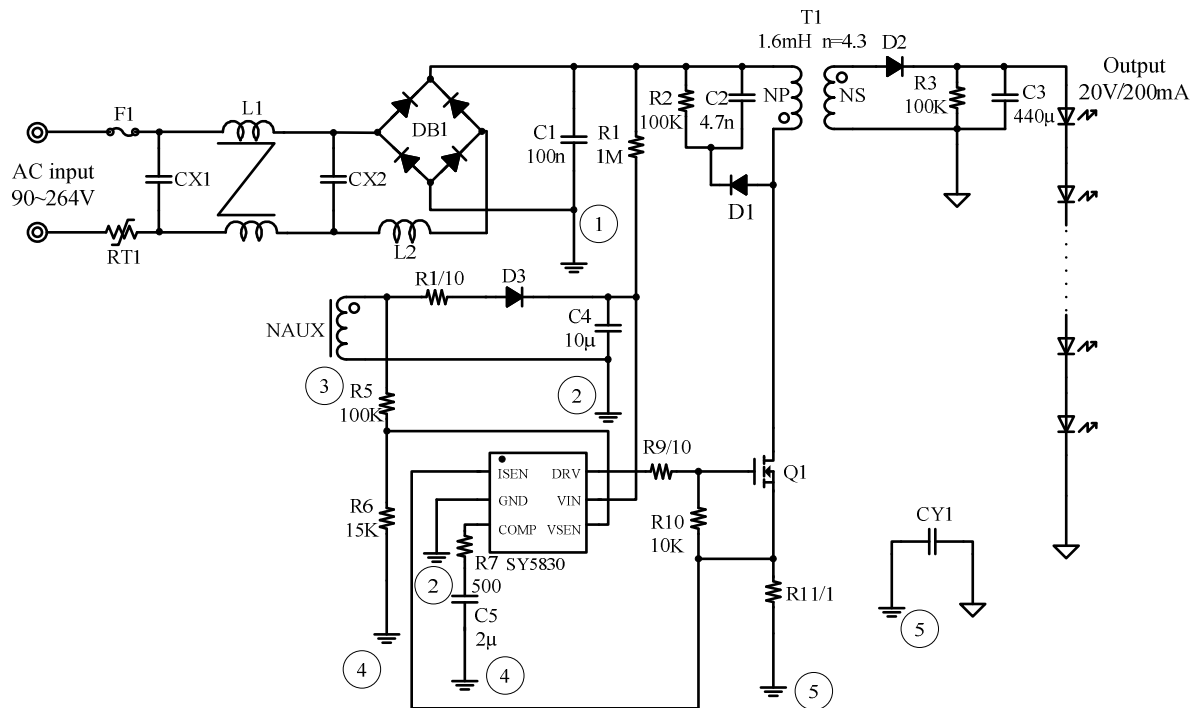 T1
1.6mH n=4.3
D2
F1
L1
DB1
C1
100n
R1
1M
R2
100K
C2
4.7n
NP
NS
R3
100K
C3
440µ
Output
20V/200mA
AC input
90~264V
CX1
CX2
RT1
L2
1
D1
R1/10
D3
NAUX
C4
10µ
3
R5
100K
2
R6
15K
ISEN
GND
COMP
DRV
VIN
VSEN
SY5830
R9/10
Q1
R10
10K
R7
500
2
C5
2µ
R11/1
CY1
5
4
4
5